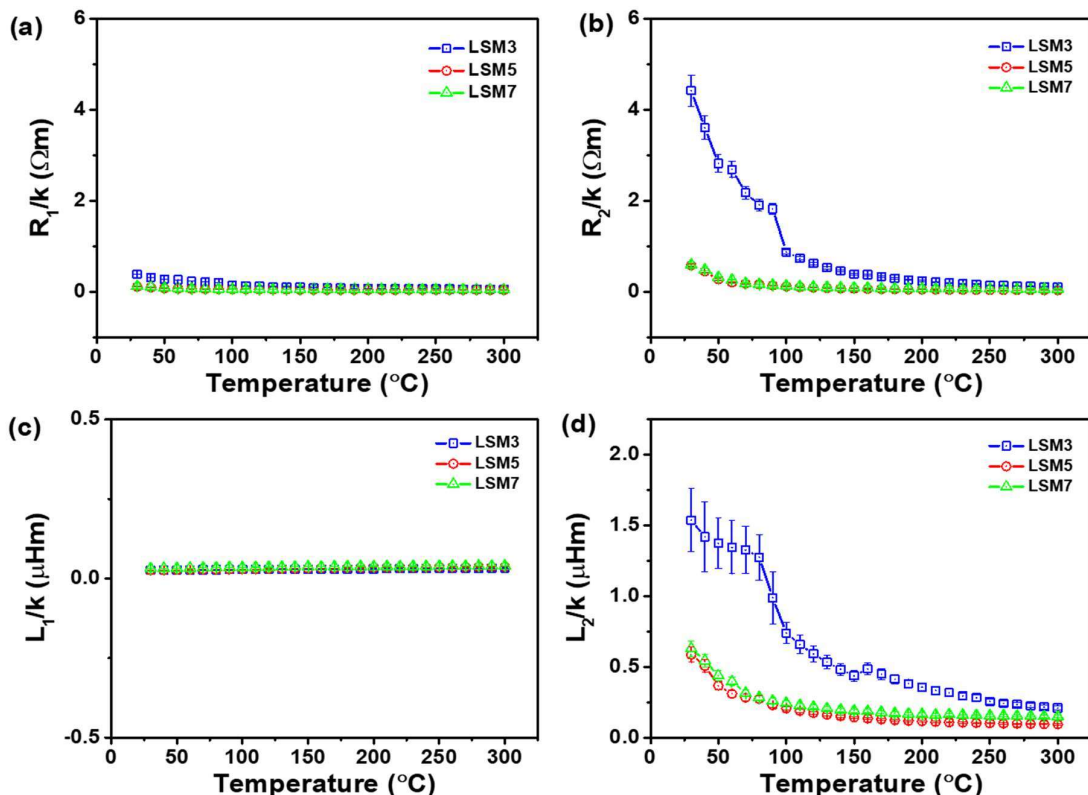 (a)
6
4
2
0
R₁/k (Ωm)
LSM3
LSM5
LSM7
0 50 100 150 200 250 300
Temperature (°C)
(b)
6
4
2
0
R₂/k (Ωm)
LSM3
LSM5
LSM7
0 50 100 150 200 250 300
Temperature (°C)
(c)
0.5
0.0
-0.5
L₁/k (μHm)
LSM3
LSM5
LSM7
0 50 100 150 200 250 300
Temperature (°C)
(d)
2.0
1.5
1.0
0.5
0.0
L₂/k (μHm)
LSM3
LSM5
LSM7
0 50 100 150 200 250 300
Temperature (°C)